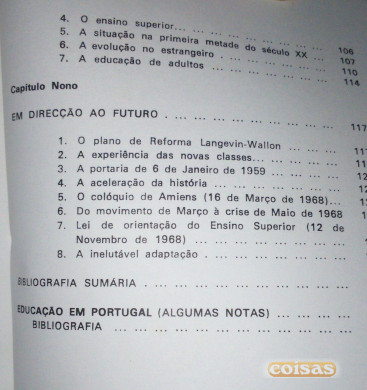 4. O ensino superior... ... ... ... ... ... ... ... 106
5. A situação na primeira metade do século XX ... 107
6. A evolução no estrangeiro . ... ... ... ... ... 110
7. A educação de adultos ... ... ... ... ... ... 114
Capítulo Nono
EM DIRECÇÃO AO FUTURO . ... ... ... ... ... ... ... 117
1. O plano de Reforma Langevin-Wallon ... ... ...
2. A experiência das novas classes... ... ... ...
3. A portaria de 6 de Janeiro de 1959 ... ... ...
4. A aceleração da história ... ... ... ... ... ...
5. O colóquio de Amiens (16 de Março de 1968)...
6. Do movimento de Março à crise de Maio de 1968
7. Lei de orientação do Ensino Superior (12 de
Novembro de 1968) ... ... ... ... ... ... ...
8. A inelutável adaptação . ... ... ... ... ... ...
BIBLIOGRAFIA SUMÁRIA . ... ... ... ... ... ... ... ...
EDUCAÇÃO EM PORTUGAL (ALGUMAS NOTAS) ... ... ...
BIBLIOGRAFIA ... ... ... ... ... ... ... ... ... ...
coisas